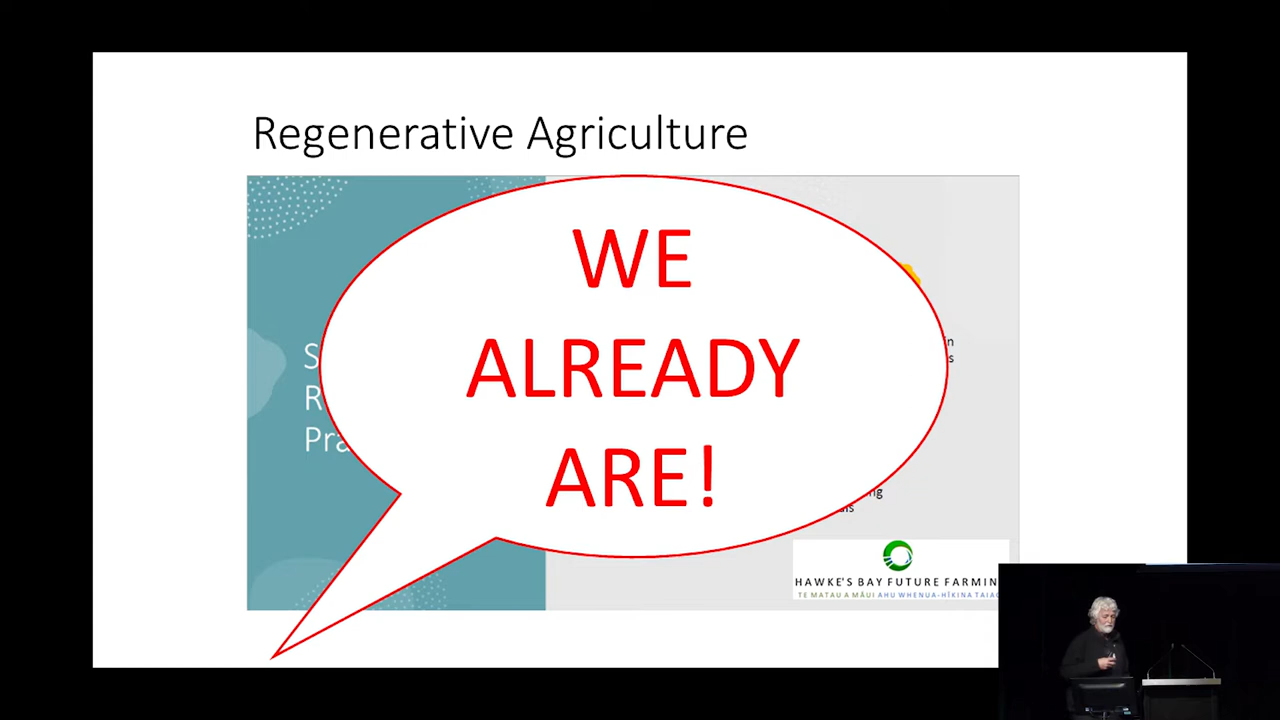 Regenerative Agriculture
WE
ALREADY
ARE!
HAWKE'S BAY FUTURE FARMIN
TE MATAU A MĀUI AHU WHENUA-HĪKINA TAIAO